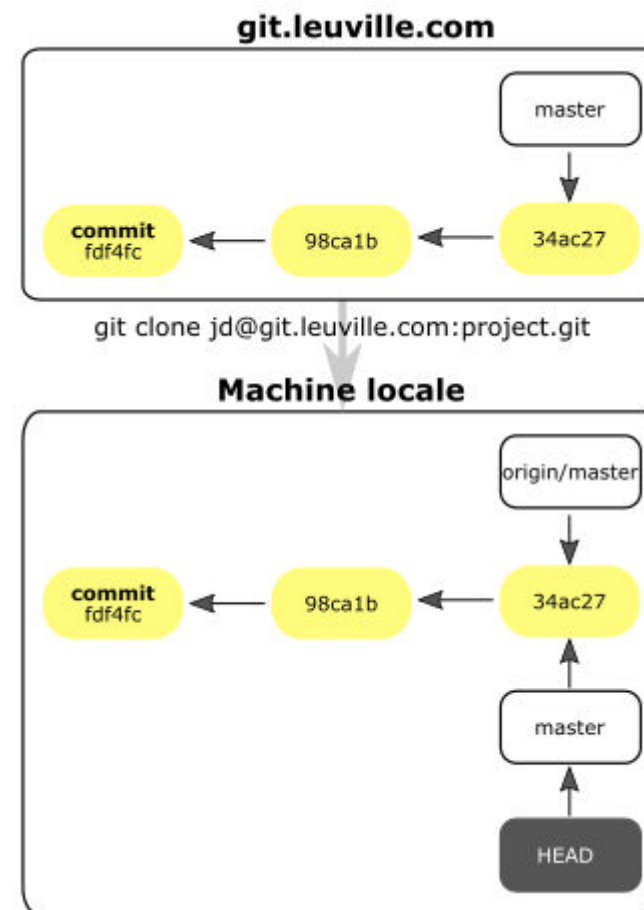 git.leuville.com
master
commit
fdf4fc
98ca1b
34ac27
git clone jd@git.leuville.com:project.git
Machine locale
origin/master
commit
fdf4fc
98ca1b
34ac27
master
HEAD